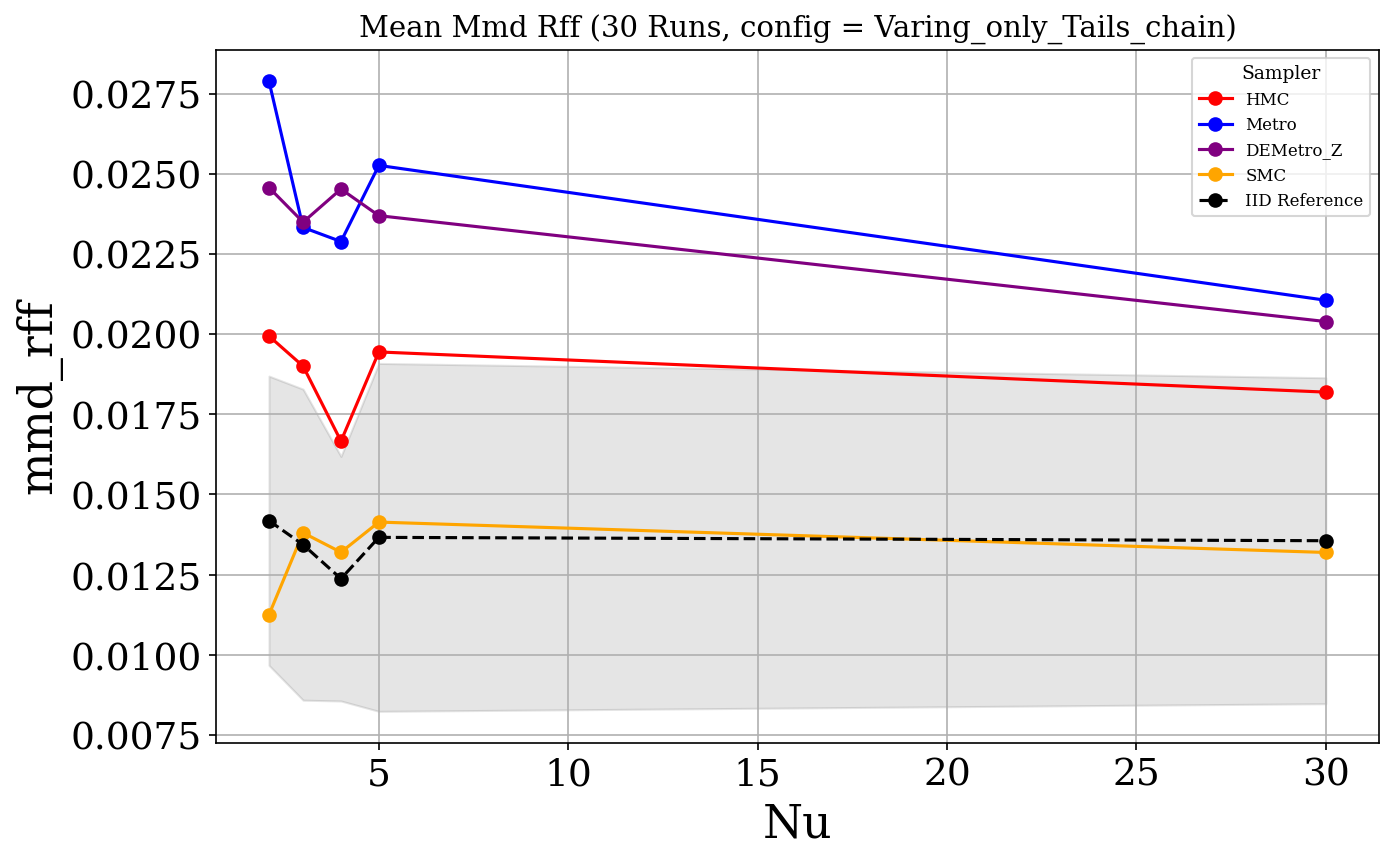 Mean Mmd Rff (30 Runs, config = Varing_only_Tails_chain)
Sampler
HMC
Metro
DEMetro_Z
SMC
IID Reference
mmd_rff
0.0275
0.0250
0.0225
0.0200
0.0175
0.0150
0.0125
0.0100
0.0075
5 10 15 20 25 30
Nu